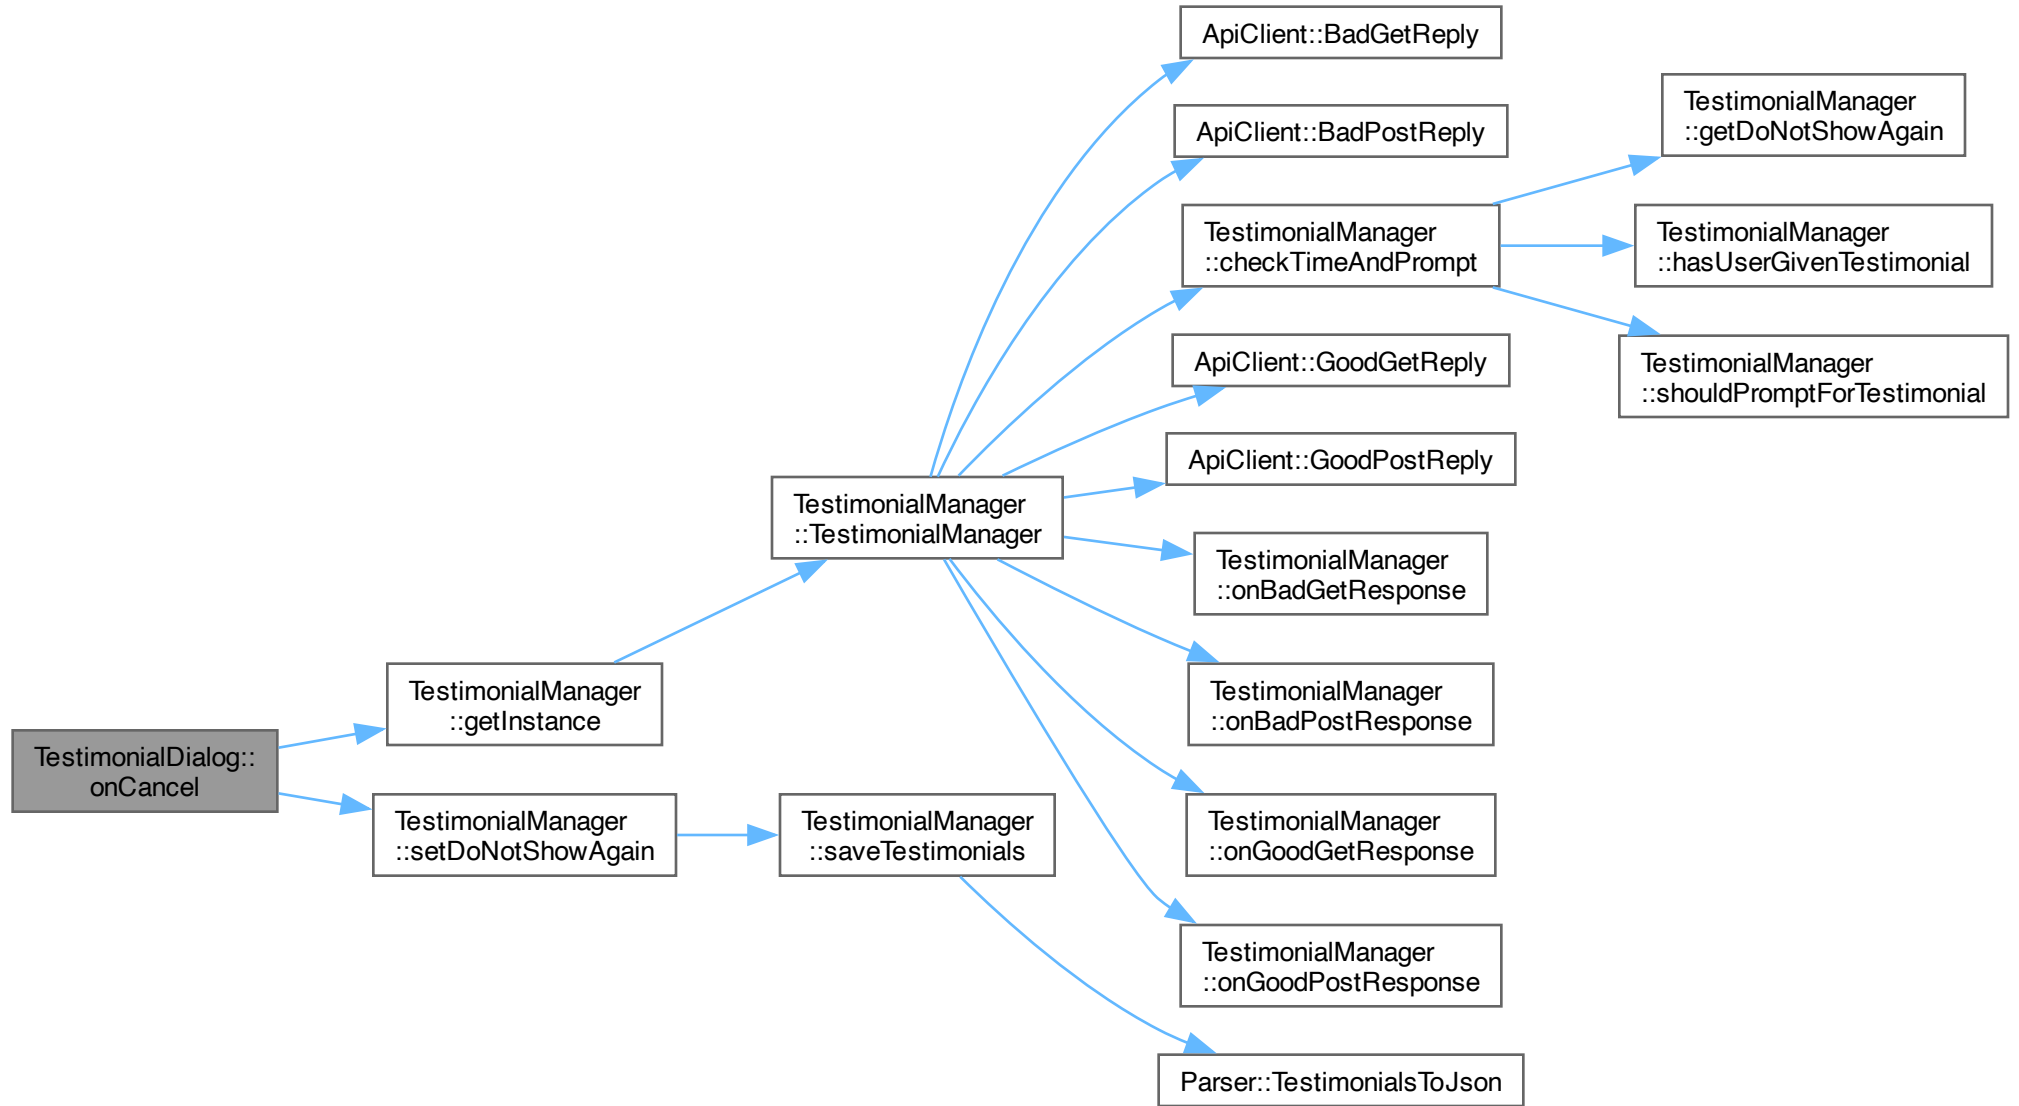 ApiClient::BadGetReply
TestimonialManager
::getDoNotShowAgain
ApiClient::BadPostReply
TestimonialManager
::checkTimeAndPrompt
TestimonialManager
::hasUserGivenTestimonial
ApiClient::GoodGetReply
TestimonialManager
::shouldPromptForTestimonial
ApiClient::GoodPostReply
TestimonialManager
::TestimonialManager
TestimonialManager
::onBadGetResponse
TestimonialManager
::getInstance
TestimonialManager
::onBadPostResponse
TestimonialDialog::
onCancel
TestimonialManager
::setDoNotShowAgain
TestimonialManager
::saveTestimonials
TestimonialManager
::onGoodGetResponse
TestimonialManager
::onGoodPostResponse
Parser::TestimonialsToJson